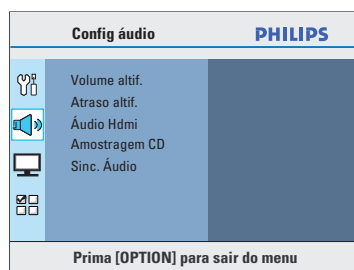 Config áudio
PHILIPS
Volume altif.
Atraso altif.
Áudio Hdmi
Amostragem CD
Sinc. Áudio
Prima [OPTION] para sair do menu